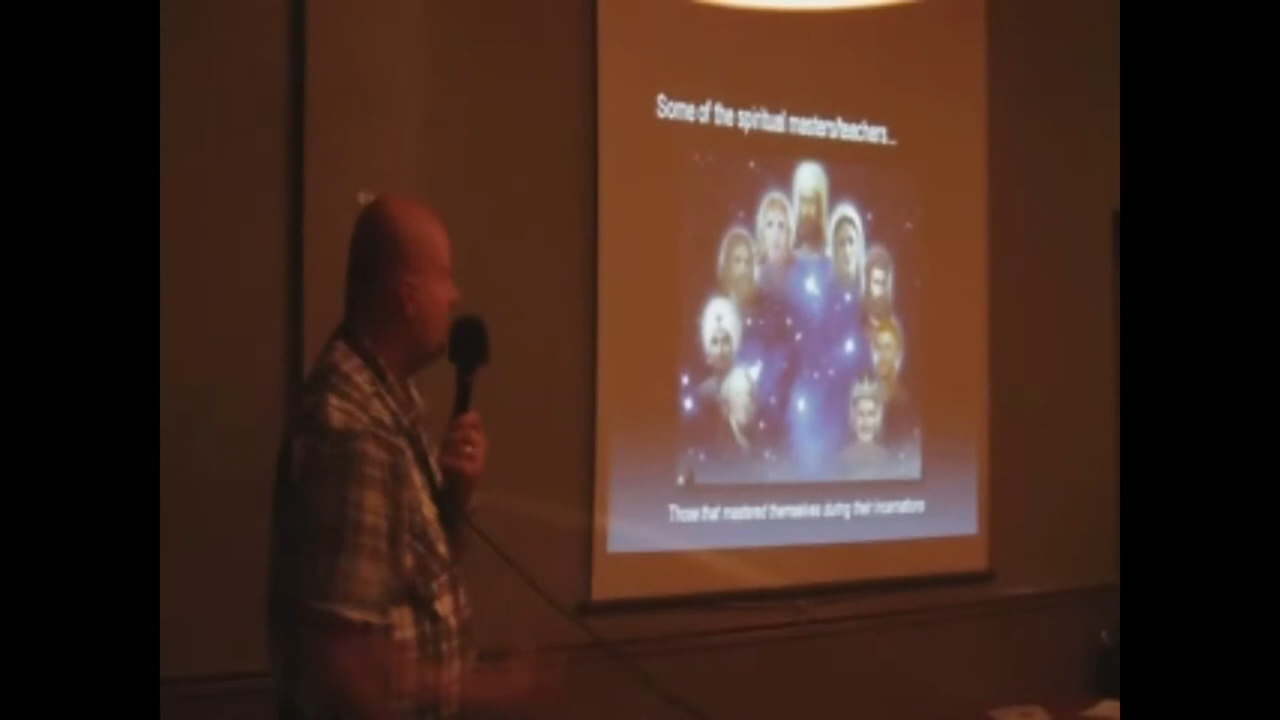 Some of the spiritual masters/teachers...
Those that mastered themselves during their incarnations